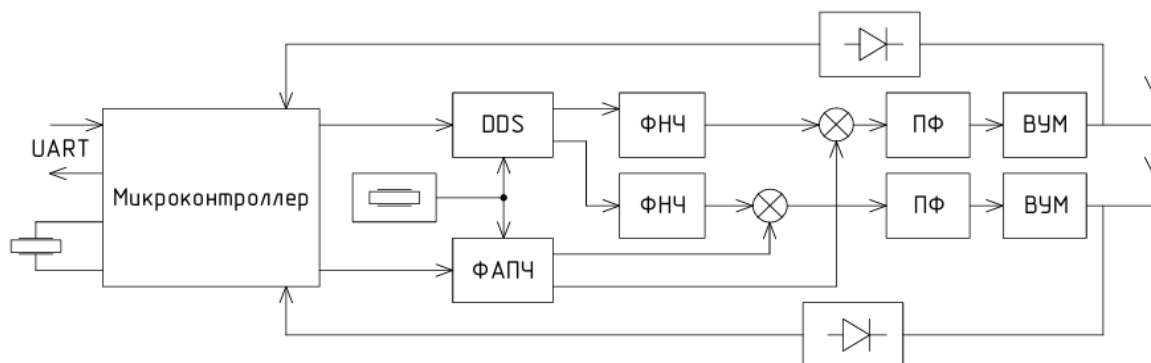 DDS
ФНЧ
ПФ
ВУМ
UART
Микроконтроллер
ФНЧ
ПФ
ВУМ
ФАПЧ